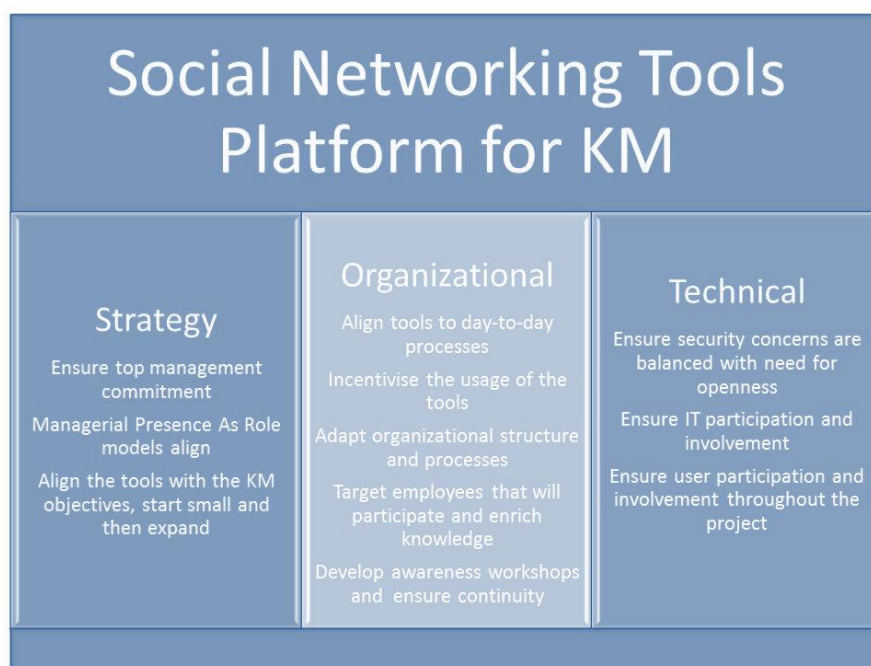 Social Networking Tools
Platform for KM
Strategy
Ensure top management
commitment
Managerial Presence As Role
models align
Align the tools with the KM
objectives, start small and
then expand
Organizational
Align tools to day-to-day
processes
Incentivise the usage of the
tools
Adapt organizational structure
and processes
Target employees that will
participate and enrich
knowledge
Develop awareness workshops
and ensure continuity
Technical
Ensure security concerns are
balanced with need for
openness
Ensure IT participation and
involvement
Ensure user participation and
involvement throughout the
project